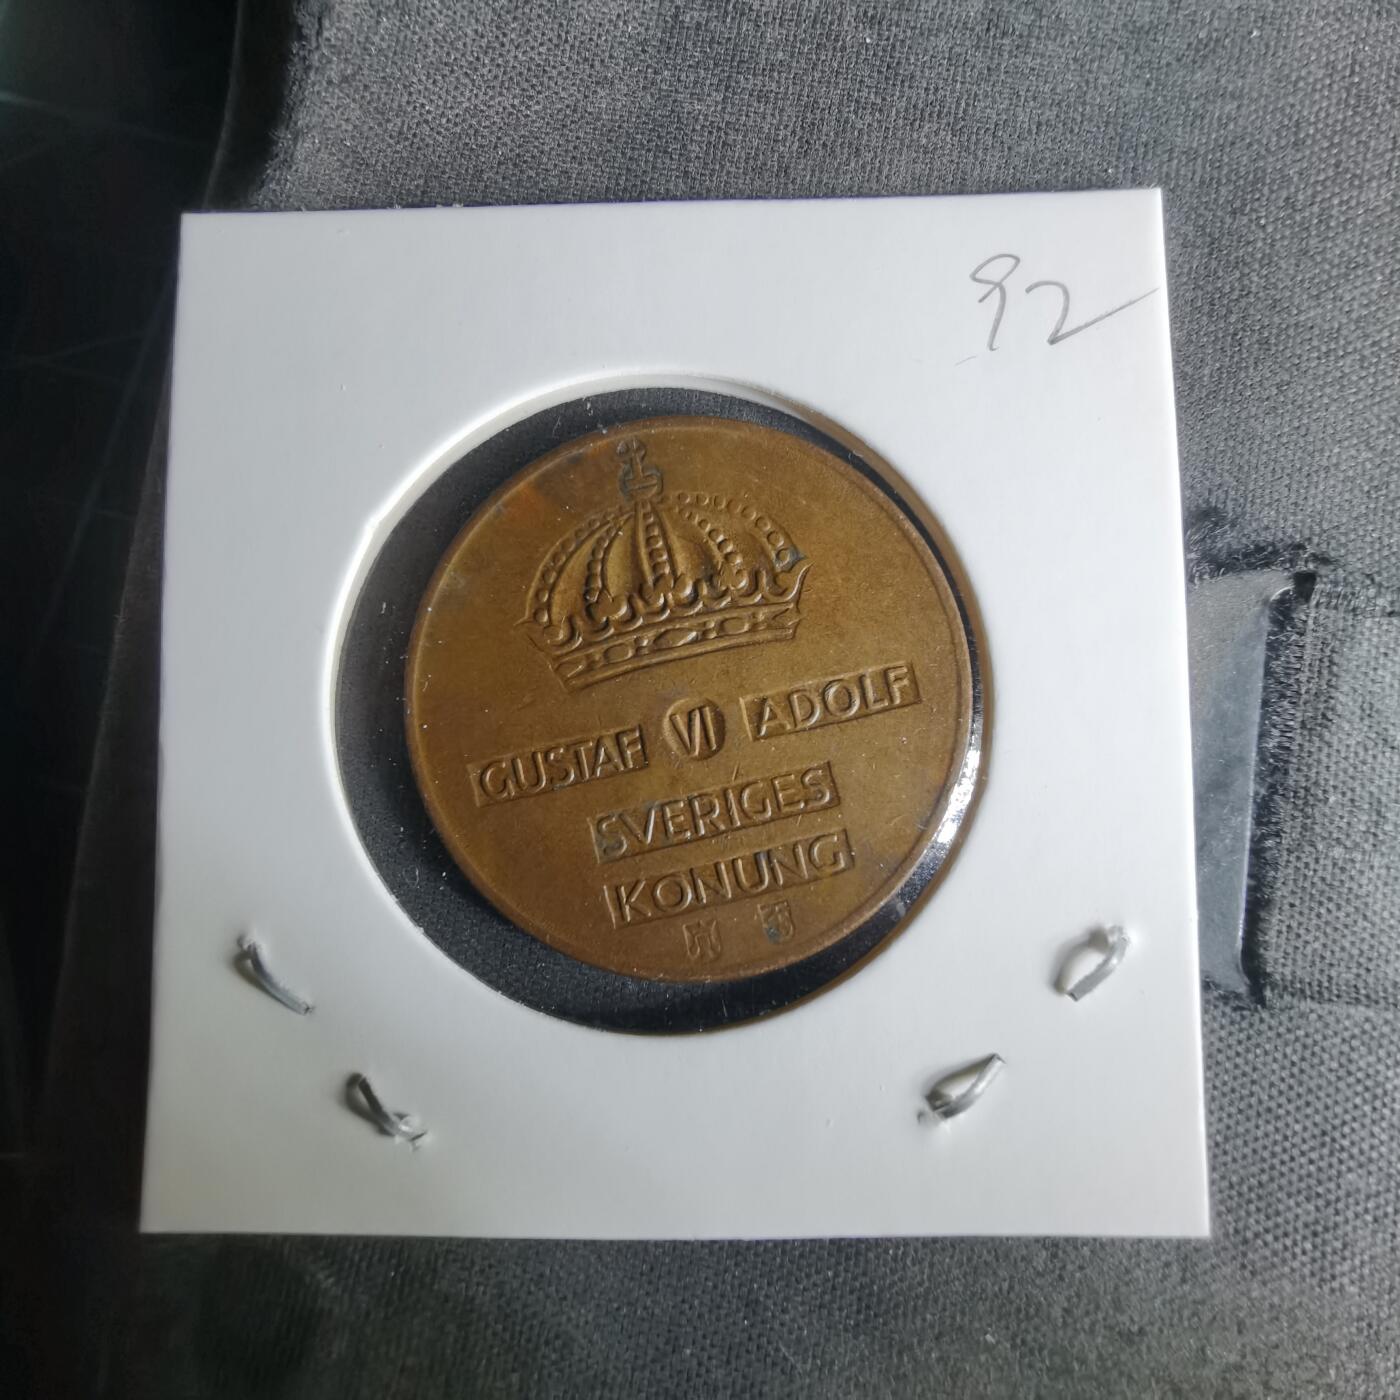 92
GUSTAF VI ADOLF
SVERIGES
KONUNG